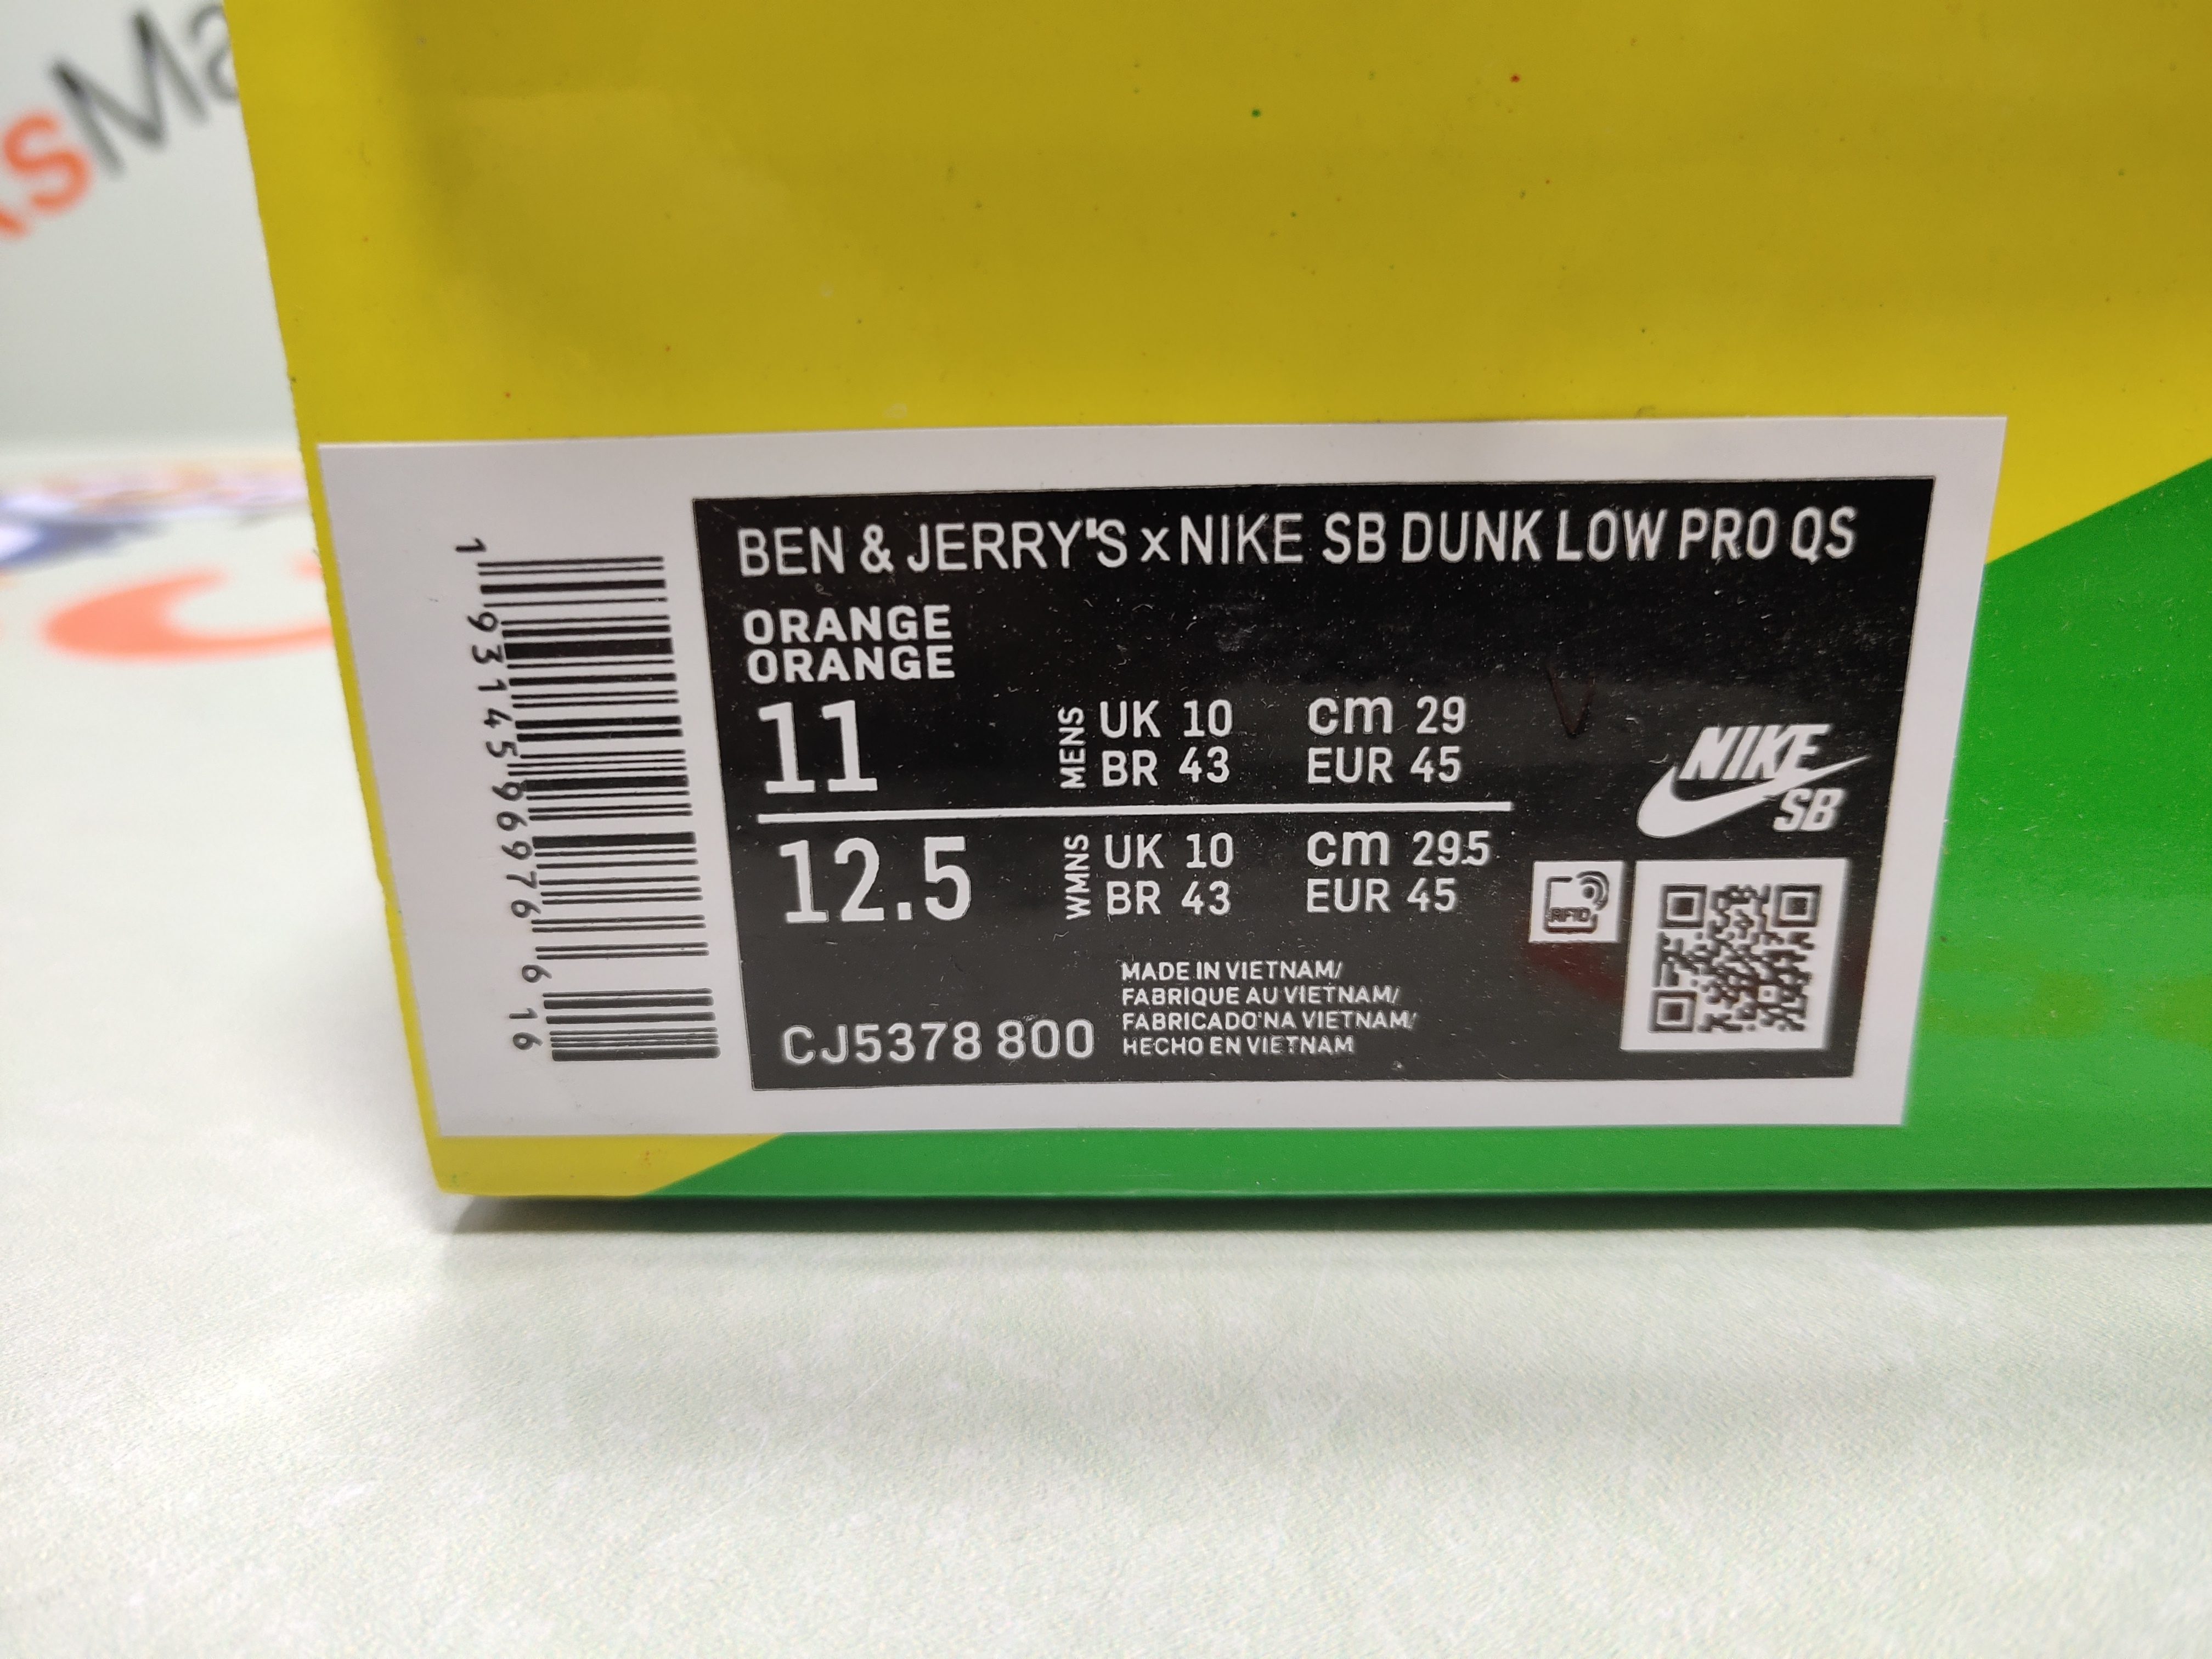 sMa
BEN & JERRY'S x NIKE SB DUNK LOW PRO QS
ORANGE
ORANGE
11
MENS
UK 10 cm 29
BR 43 EUR 45
12.5
WMNS
UK 10 cm 29.5
BR 43 EUR 45
NIKE
SB
RFID
MADE IN VIETNAM/
FABRIQUE AU VIETNAM/
FABRICADO NA VIETNAM/
HECHO EN VIETNAM
CJ5378 800
1 93145 96976 6 16